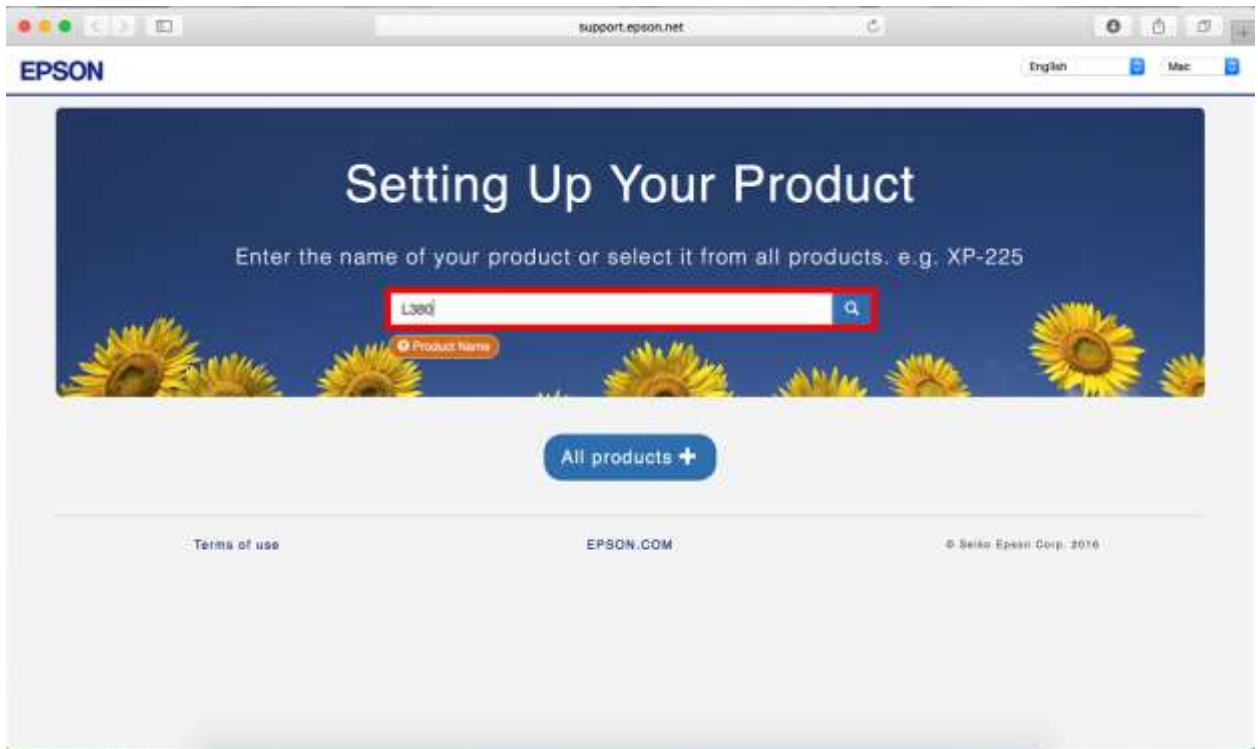 support.epson.net
EPSON
English
Mac
Setting Up Your Product
Enter the name of your product or select it from all products. e.g. XP-225
L380
Product Name
All products
Terms of use
EPSON.COM
© Seiko Epson Corp. 2016